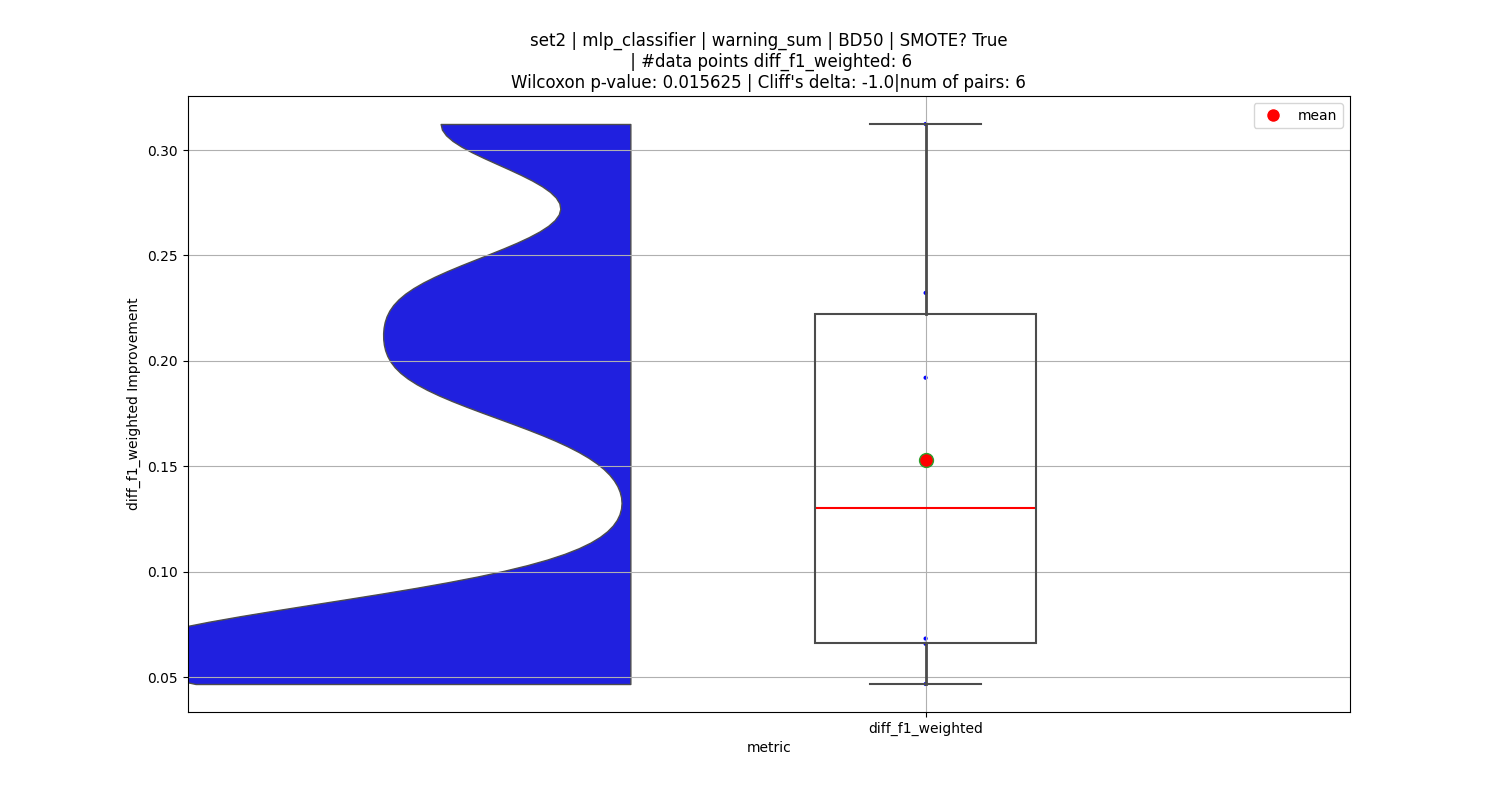 set2 | mlp_classifier | warning_sum | BD50 | SMOTE? True
| #data points diff_f1_weighted: 6
Wilcoxon p-value: 0.015625 | Cliff's delta: -1.0|num of pairs: 6
mean
0.30
0.25
0.20
0.15
0.10
0.05
diff_f1_weighted Improvement
diff_f1_weighted
metric